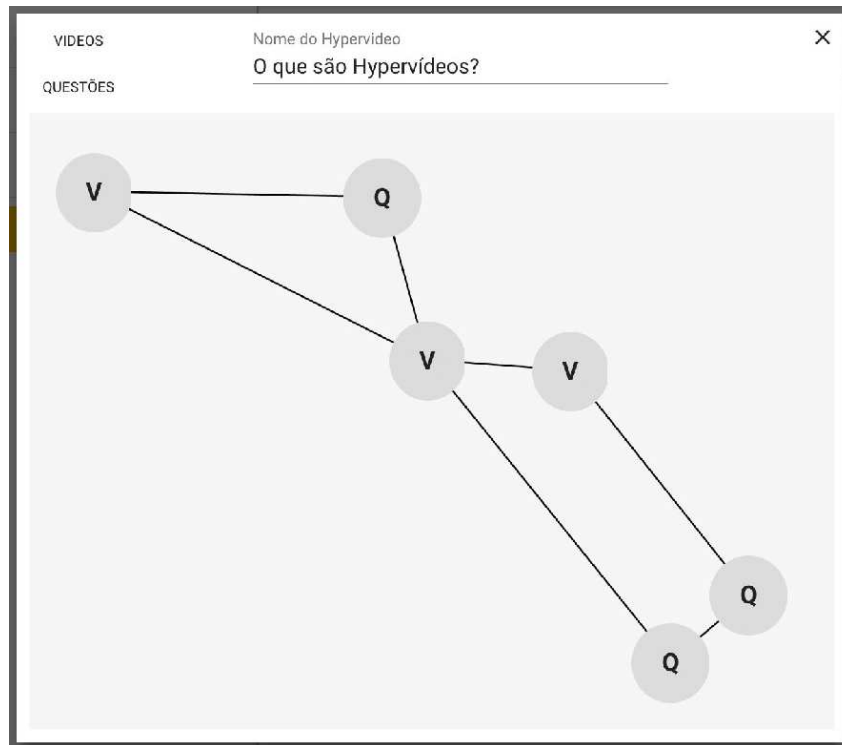 VIDEOS
Nome do Hypervideo
O que são Hypervídeos?
QUESTÕES
V
Q
V
V
Q
Q